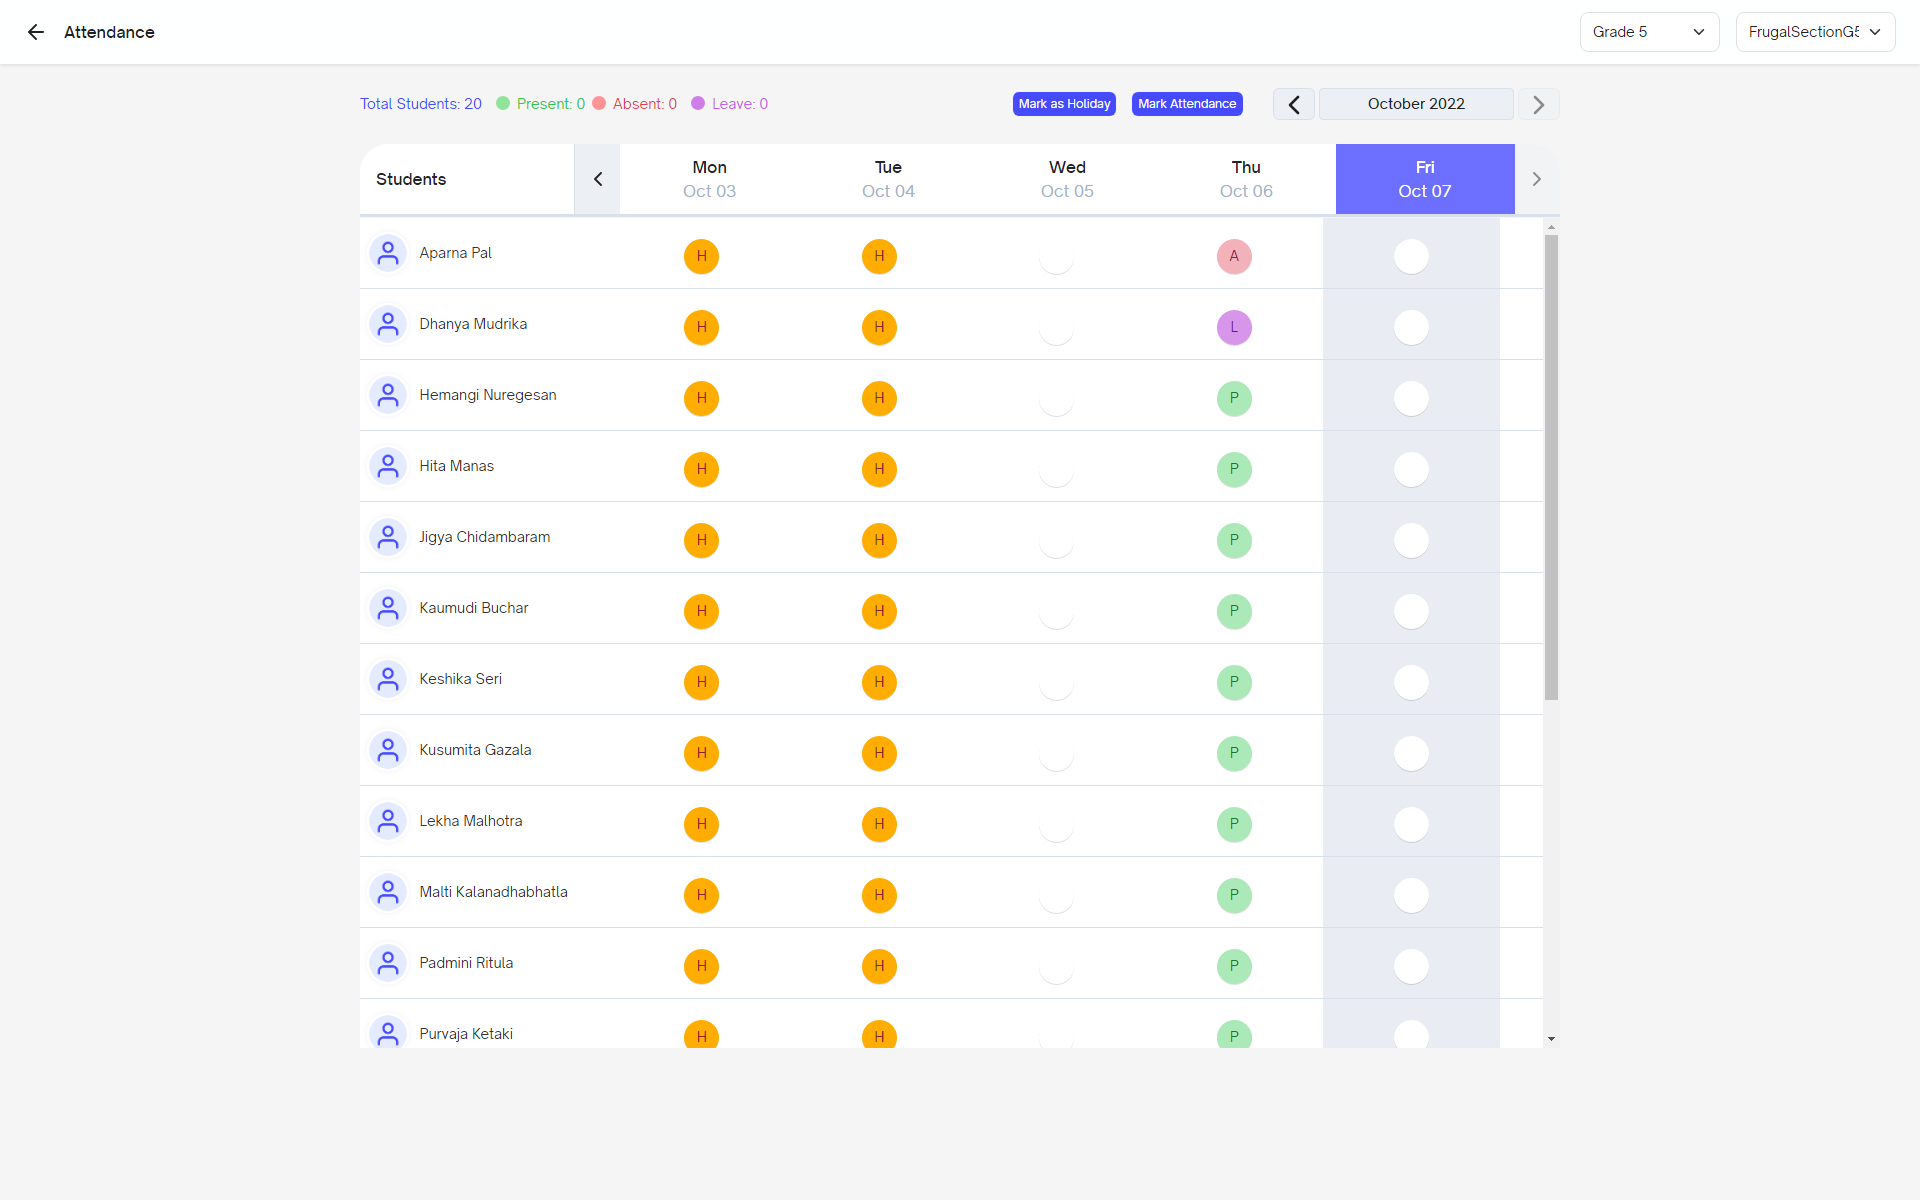 Attendance
Grade 5
FrugalSectionG5
Total Students: 20 Present: 0 Absent: 0 Leave: 0
Mark as Holiday Mark Attendance October 2022
Students Mon Tue Wed Thu Fri
Oct 03 Oct 04 Oct 05 Oct 06 Oct 07
Aparna Pal H H A
Dhanya Mudrika H H L
Hemangi Nuregesan H H P
Hita Manas H H P
Jigya Chidambaram H H P
Kaumudi Buchar H H P
Keshika Seri H H P
Kusumita Gazala H H P
Lekha Malhotra H H P
Malti Kalanadhabhatla H H P
Padmini Ritula H H P
Purvaja Ketaki H H P